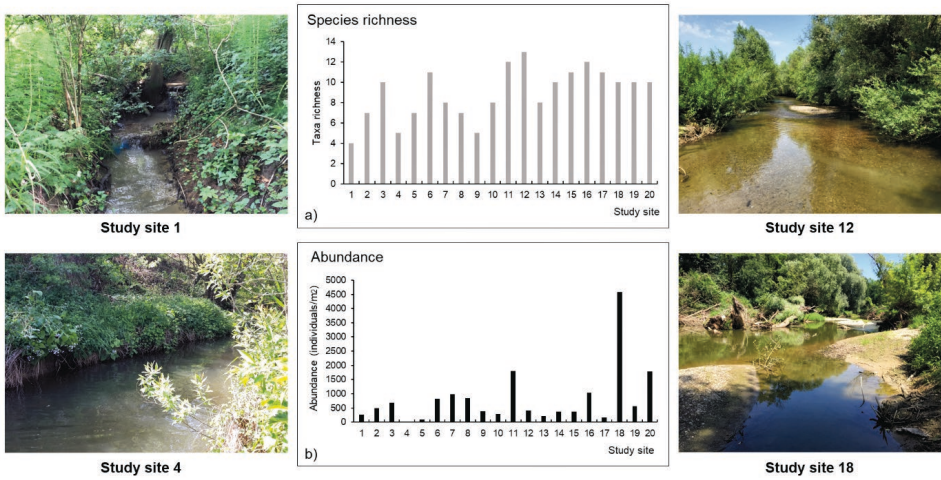 Species richness
Taxa richness
14
12
10
8
6
4
2
0
1 2 3 4 5 6 7 8 9 10 11 12 13 14 15 16 17 18 19 20
Study site
a)
Study site 1
Study site 12
Abundance
Abundance (individuals/m2)
5000
4500
4000
3500
3000
2500
2000
1500
1000
500
0
1 2 3 4 5 6 7 8 9 10 11 12 13 14 15 16 17 18 19 20
Study site
b)
Study site 4
Study site 18